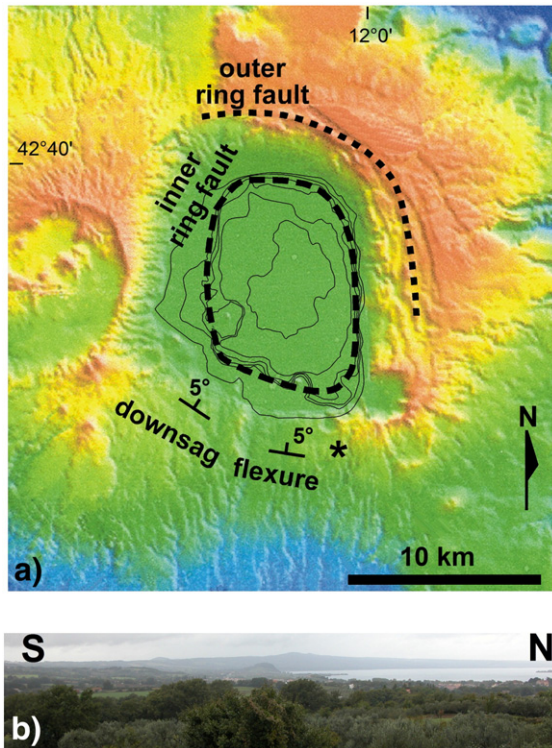 12°0'
outer
ring fault
42°40'
inner
ring fault
5°
5°
*
downsag flexure
N
10 km
a)
S
N
b)